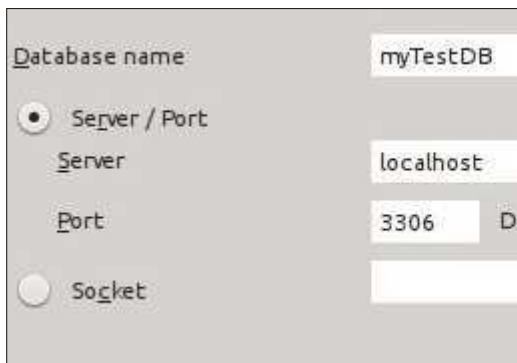 Database name myTestDB
Server / Port
Server localhost
Port 3306 D
Socket